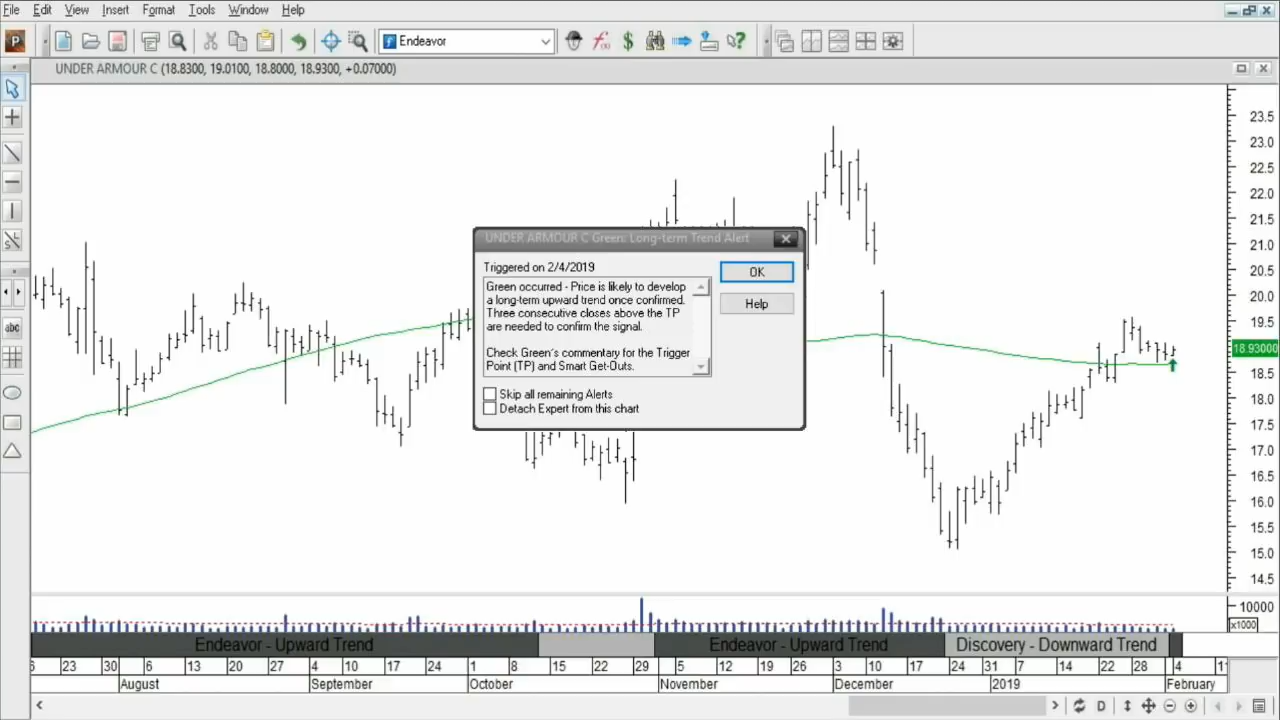 File Edit View Insert Format Tools Window Help
Endeavor
UNDER ARMOUR C (18.8300, 19.0100, 18.8000, 18.9300, +0.07000)
UNDER ARMOUR C Green: Long-term Trend Alert
Triggered on 2/4/2019
Green occurred - Price is likely to develop
a long-term upward trend once confirmed.
Three consecutive closes above the TP
are needed to confirm the signal.
Check Green's commentary for the Trigger
Point (TP) and Smart Get-Outs.
OK
Help
Skip all remaining Alerts
Detach Expert from this chart
abc
23.5
23.0
22.5
22.0
21.5
21.0
20.5
20.0
19.5
18.93000
18.5
18.0
17.5
17.0
16.5
16.0
15.5
15.0
14.5
10000
x1000
Endeavor - Upward Trend Endeavor - Upward Trend Discovery - Downward Trend
6 23 30 6 13 20 27 4 10 17 24 1 8 15 22 29 5 12 19 26 3 10 17 24 31 7 14 22 28 4 11
August September October November December 2019 February
D